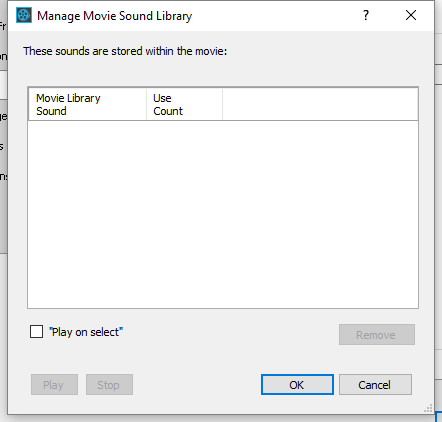 Manage Movie Sound Library
?
These sounds are stored within the movie:
Movie Library Sound
Use Count
"Play on select"
Remove
Play
Stop
OK
Cancel